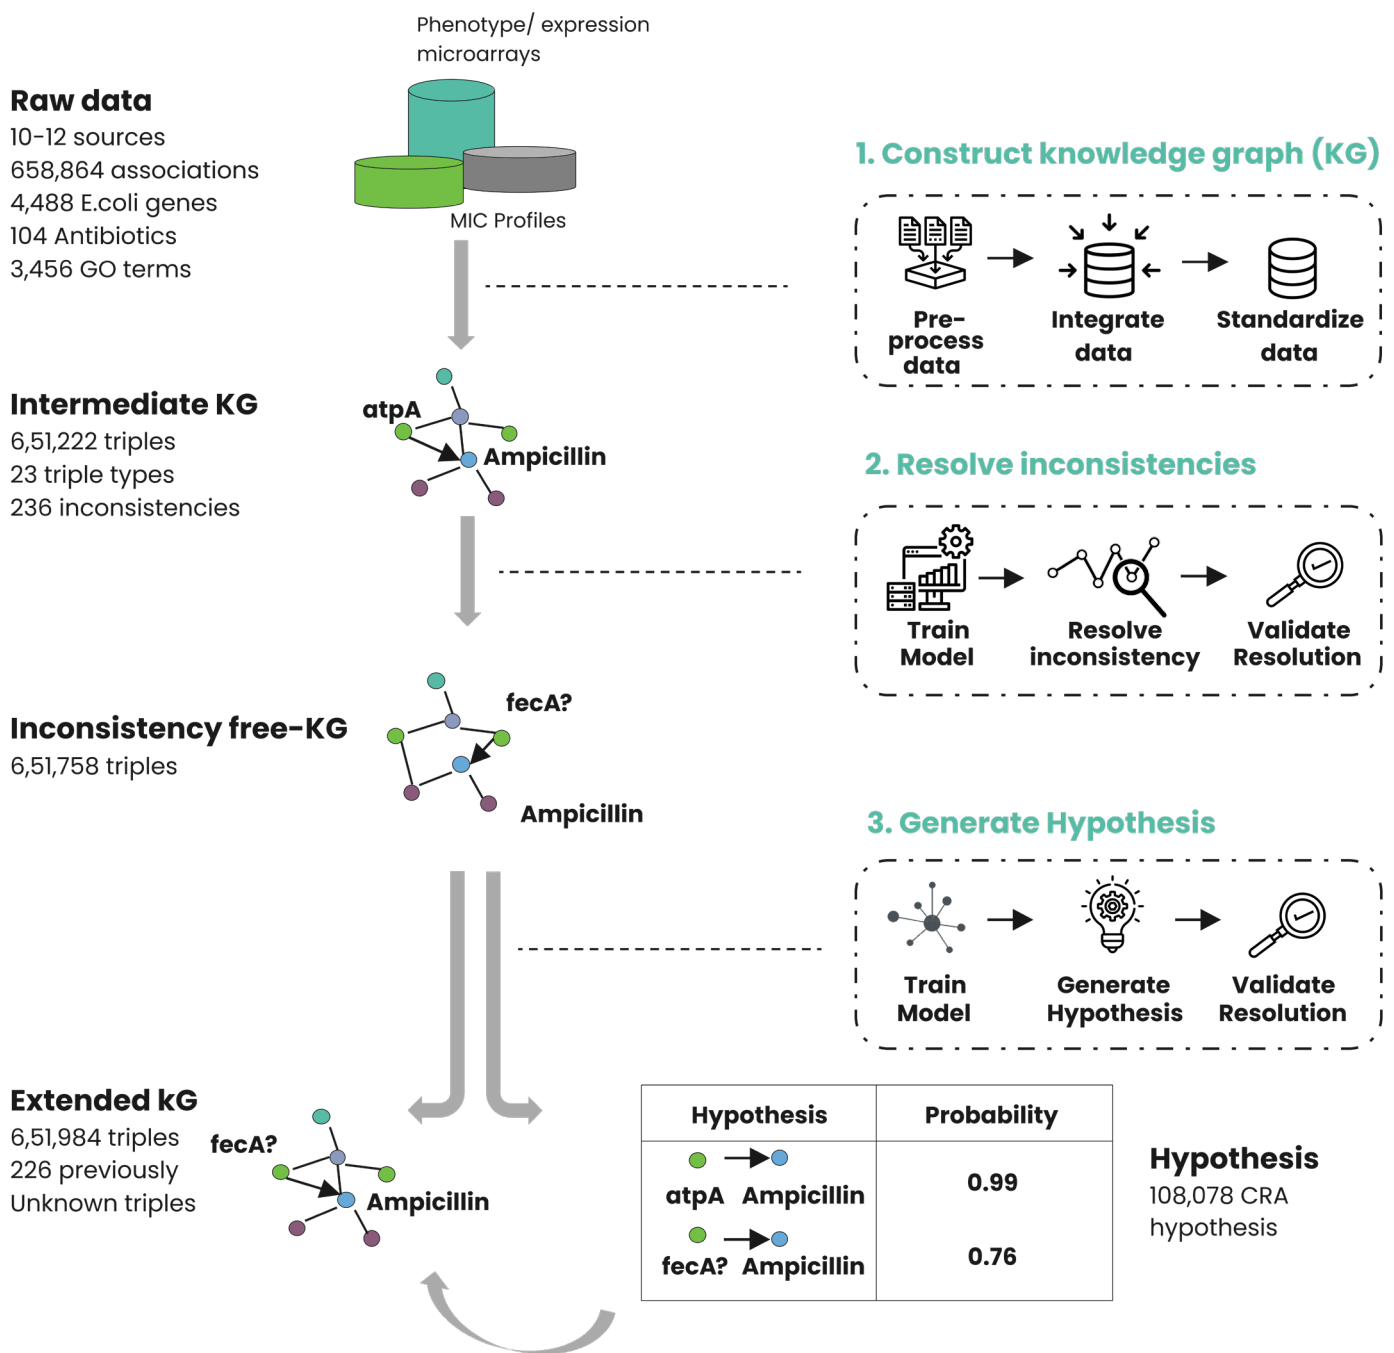 Phenotype/ expression
microarrays
Raw data
10-12 sources
658,864 associations
4,488 E.coli genes
104 Antibiotics
3,456 GO terms
MIC Profiles
1. Construct knowledge graph (KG)
Pre-
process
data
Integrate
data
Standardize
data
Intermediate KG
6,51,222 triples
23 triple types
236 inconsistencies
atpA
Ampicillin
2. Resolve inconsistencies
Train
Model
Resolve
inconsistency
Validate
Resolution
Inconsistency free-KG
6,51,758 triples
fecA?
Ampicillin
3. Generate Hypothesis
Train
Model
Generate
Hypothesis
Validate
Resolution
Extended kG
6,51,984 triples
226 previously
Unknown triples
fecA?
Ampicillin
Hypothesis
Probability
atpA
Ampicillin
0.99
fecA?
Ampicillin
0.76
Hypothesis
108,078 CRA
hypothesis